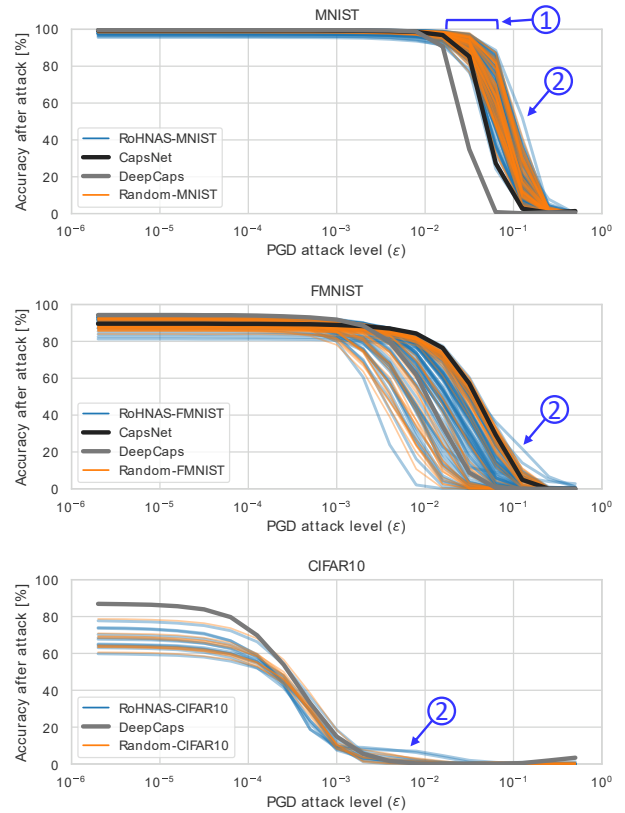 MNIST
①
②
Accuracy after attack [%]
100
80
60
40
20
0
RoHNAS-MNIST
CapsNet
DeepCaps
Random-MNIST
10⁻⁶ 10⁻⁵ 10⁻⁴ 10⁻³ 10⁻² 10⁻¹ 10⁰
PGD attack level (ε)
FMNIST
②
Accuracy after attack [%]
100
80
60
40
20
0
RoHNAS-FMNIST
CapsNet
DeepCaps
Random-FMNIST
10⁻⁶ 10⁻⁵ 10⁻⁴ 10⁻³ 10⁻² 10⁻¹ 10⁰
PGD attack level (ε)
CIFAR10
②
Accuracy after attack [%]
100
80
60
40
20
0
RoHNAS-CIFAR10
DeepCaps
Random-CIFAR10
10⁻⁶ 10⁻⁵ 10⁻⁴ 10⁻³ 10⁻² 10⁻¹ 10⁰
PGD attack level (ε)